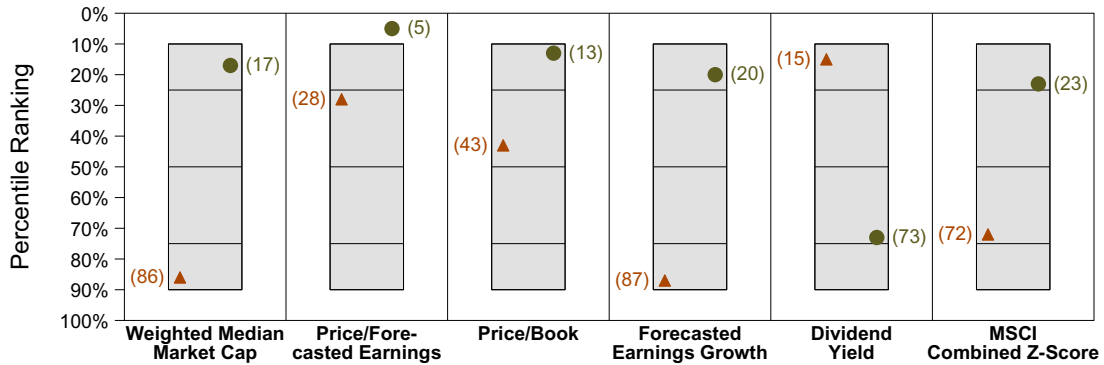 Percentile Ranking
0%
10%
20%
30%
40%
50%
60%
70%
80%
90%
100%
(17)
(86)
(5)
(28)
(13)
(43)
(20)
(87)
(15)
(73)
(23)
(72)
Weighted Median
Market Cap
Price/Fore-
casted Earnings
Price/Book
Forecasted
Earnings Growth
Dividend
Yield
MSCI
Combined Z-Score